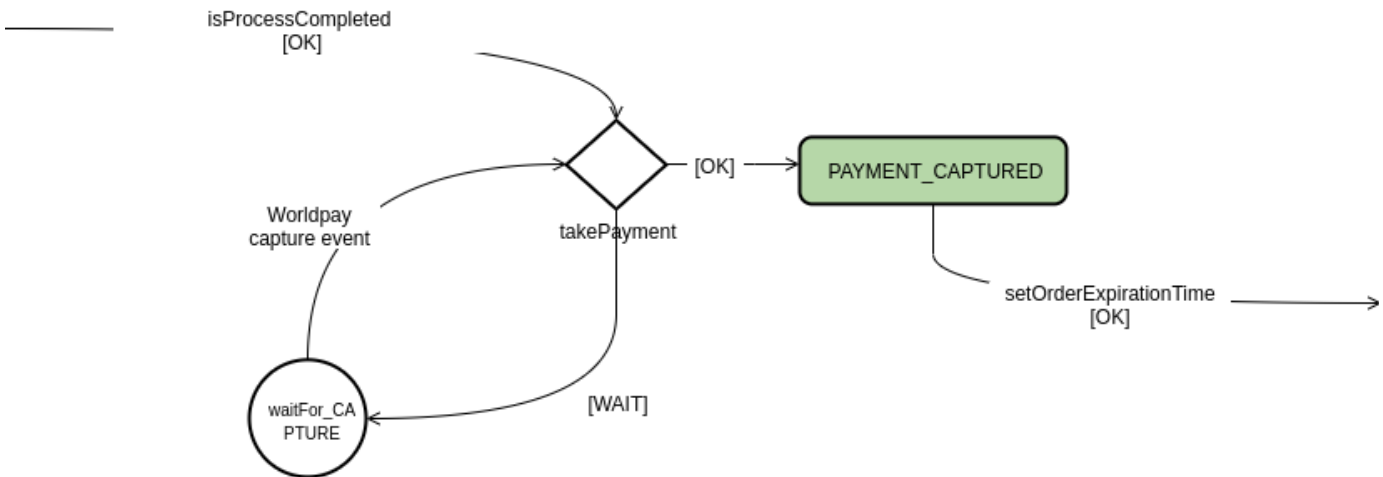 isProcessCompleted
[OK]
[OK]
PAYMENT_CAPTURED
Worldpay
capture event
takePayment
setOrderExpirationTime
[OK]
waitFor_CA
PTURE
[WAIT]